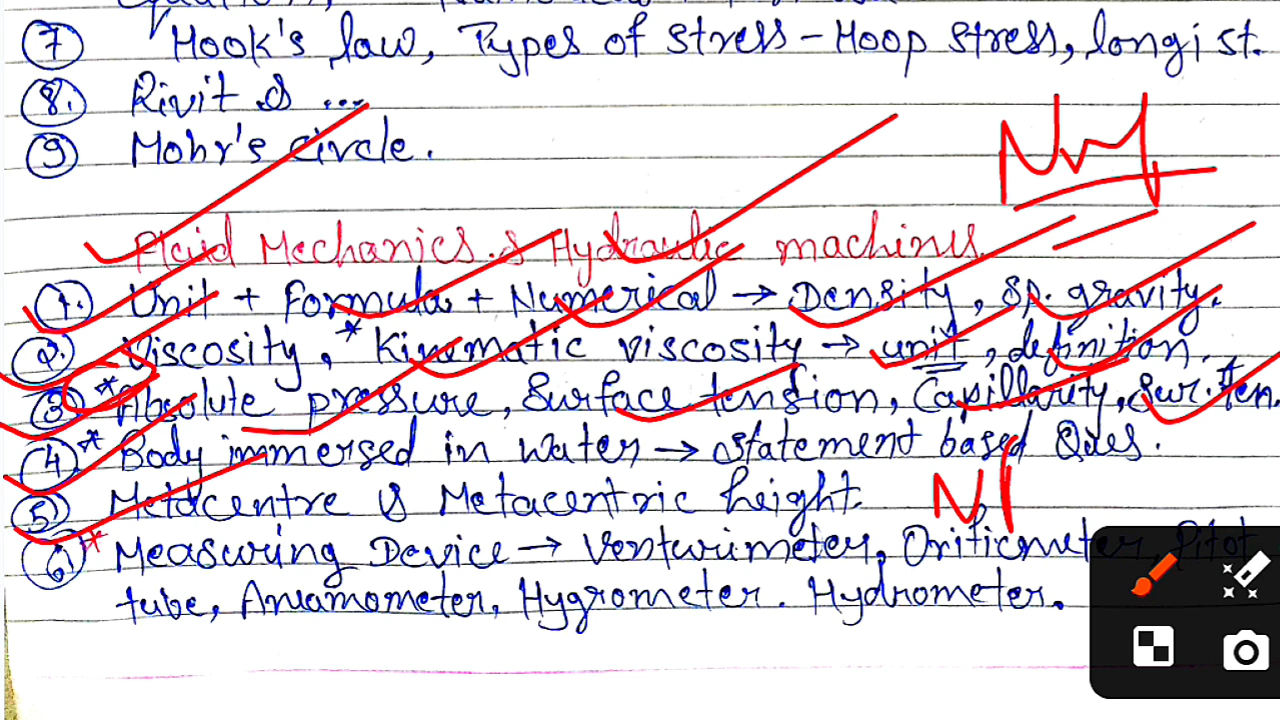 ⑦ Hook's law, Types of stress - Hoop stress, longi st.
⑧. Rivit & ...
⑨ Mohr's circle.
Fluid Mechanics & Hydraulic machines.
①. Unit + formula + Numerical → Density, Sp. gravity.
②. Viscosity, * Kinematic viscosity → unit, definition.
③ * Absolute pressure, Surface tension, Capillarity, Sur. ten.
④ * Body immersed in water → statement based Ques.
⑤ Metacentre & Metacentric height.
⑥ * Measuring Device → Venturimeter, Orificmeter, Pitot
tube, Anamometer, Hygrometer. Hydrometer.